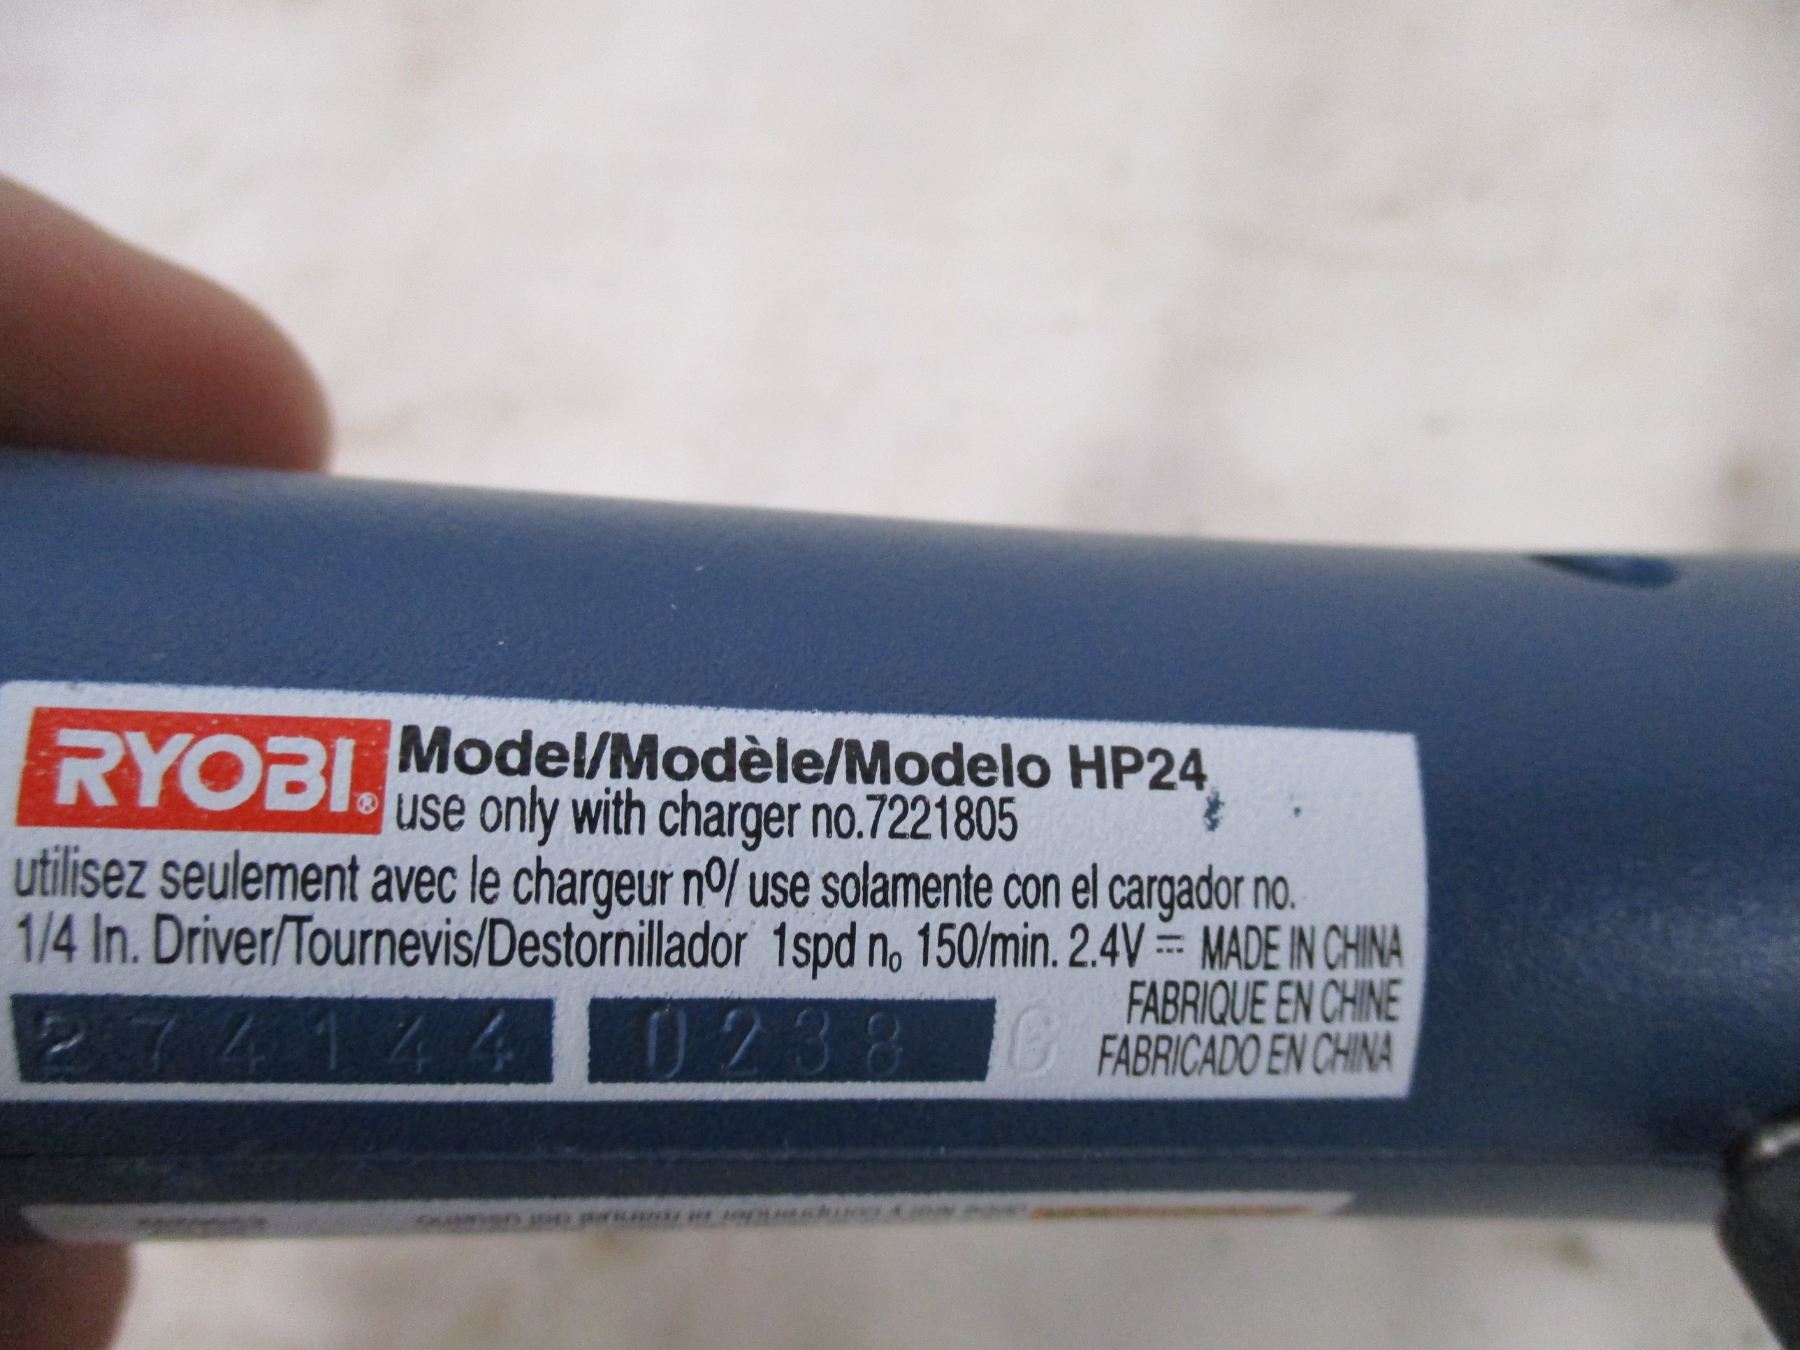 RYOBI® Model/Modèle/Modelo HP24
use only with charger no.7221805
utilisez seulement avec le chargeur nº/ use solamente con el cargador no.
1/4 In. Driver/Tournevis/Destornillador 1spd nₒ 150/min. 2.4V ⎓ MADE IN CHINA
FABRIQUE EN CHINE
274144 0238 C FABRICADO EN CHINA